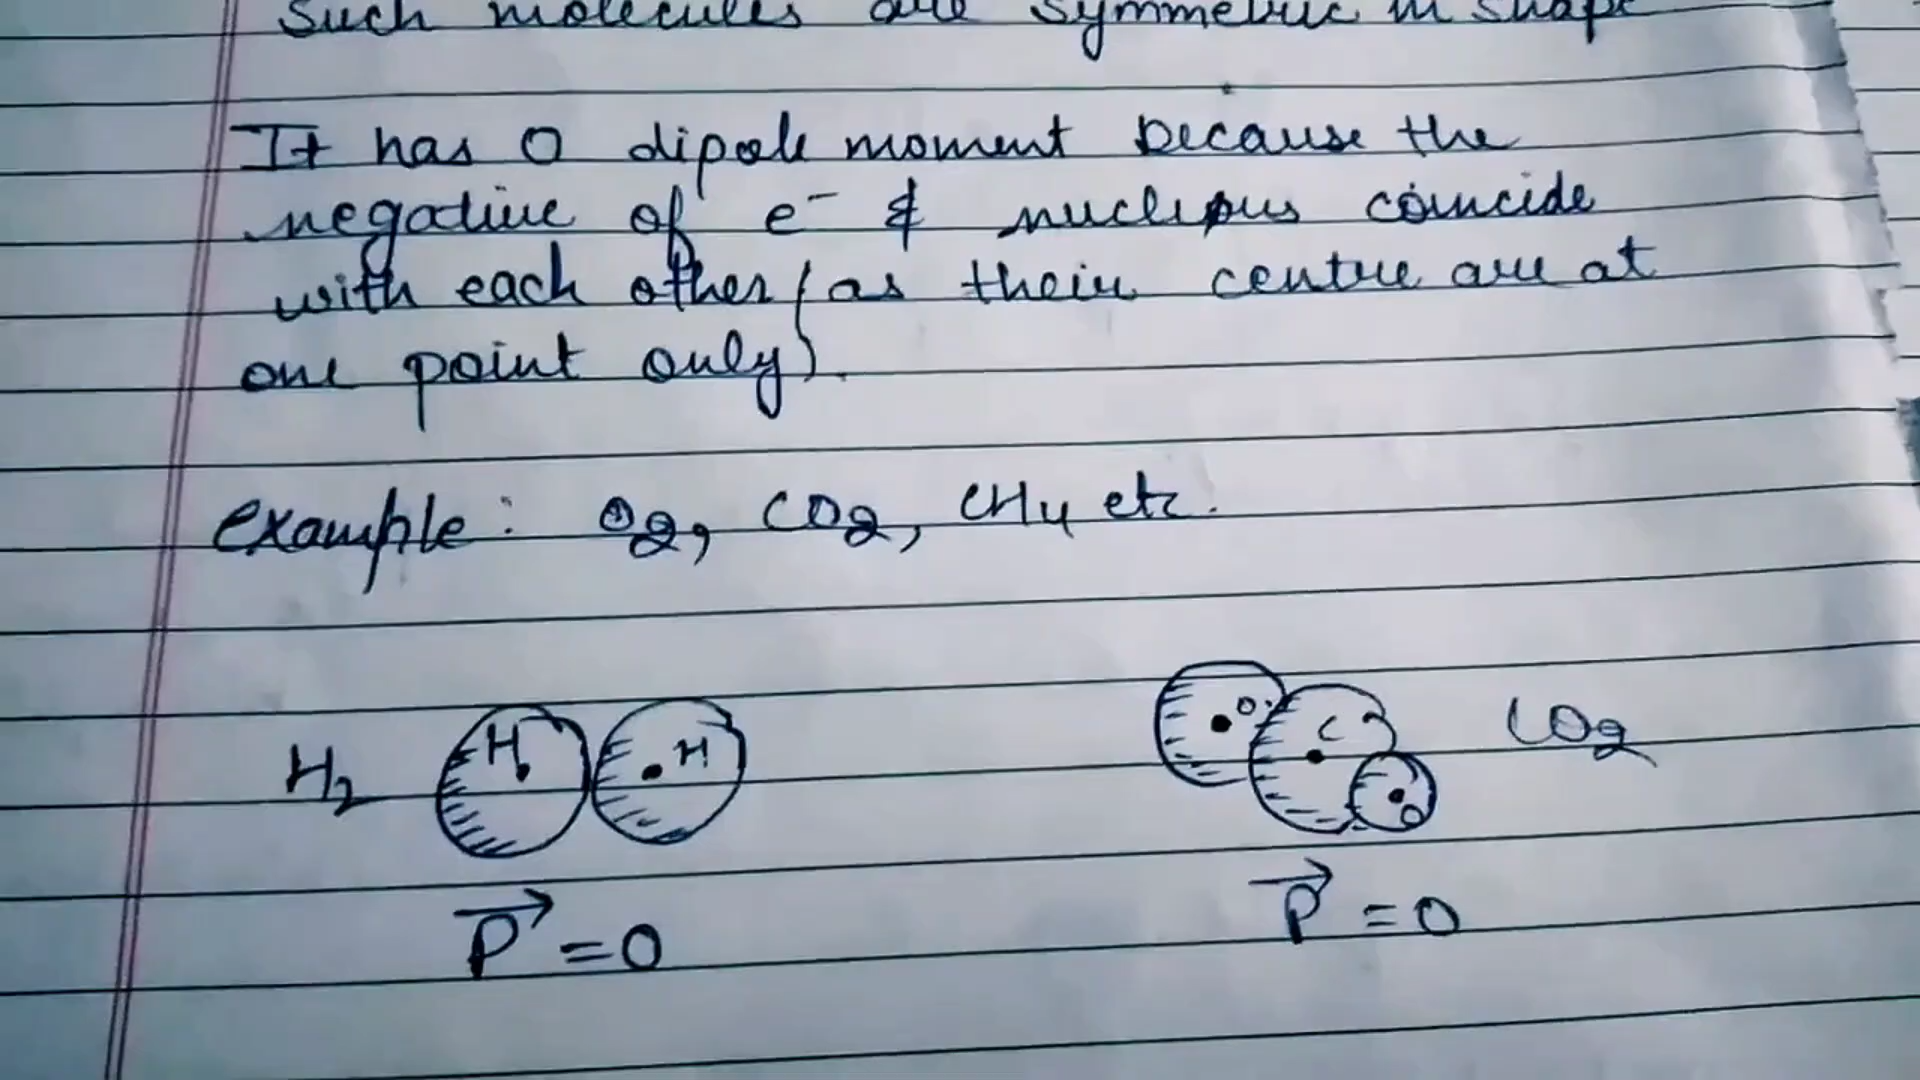 Such molecules are symmetric in shape
It has 0 dipole moment because the
negative of e⁻ & nucleus coincide
with each other (as their centre are at
one point only).
example: O2, CO2, CH4 etc.
H2 H H
O C O CO2
P⃗ = 0
P⃗ = 0